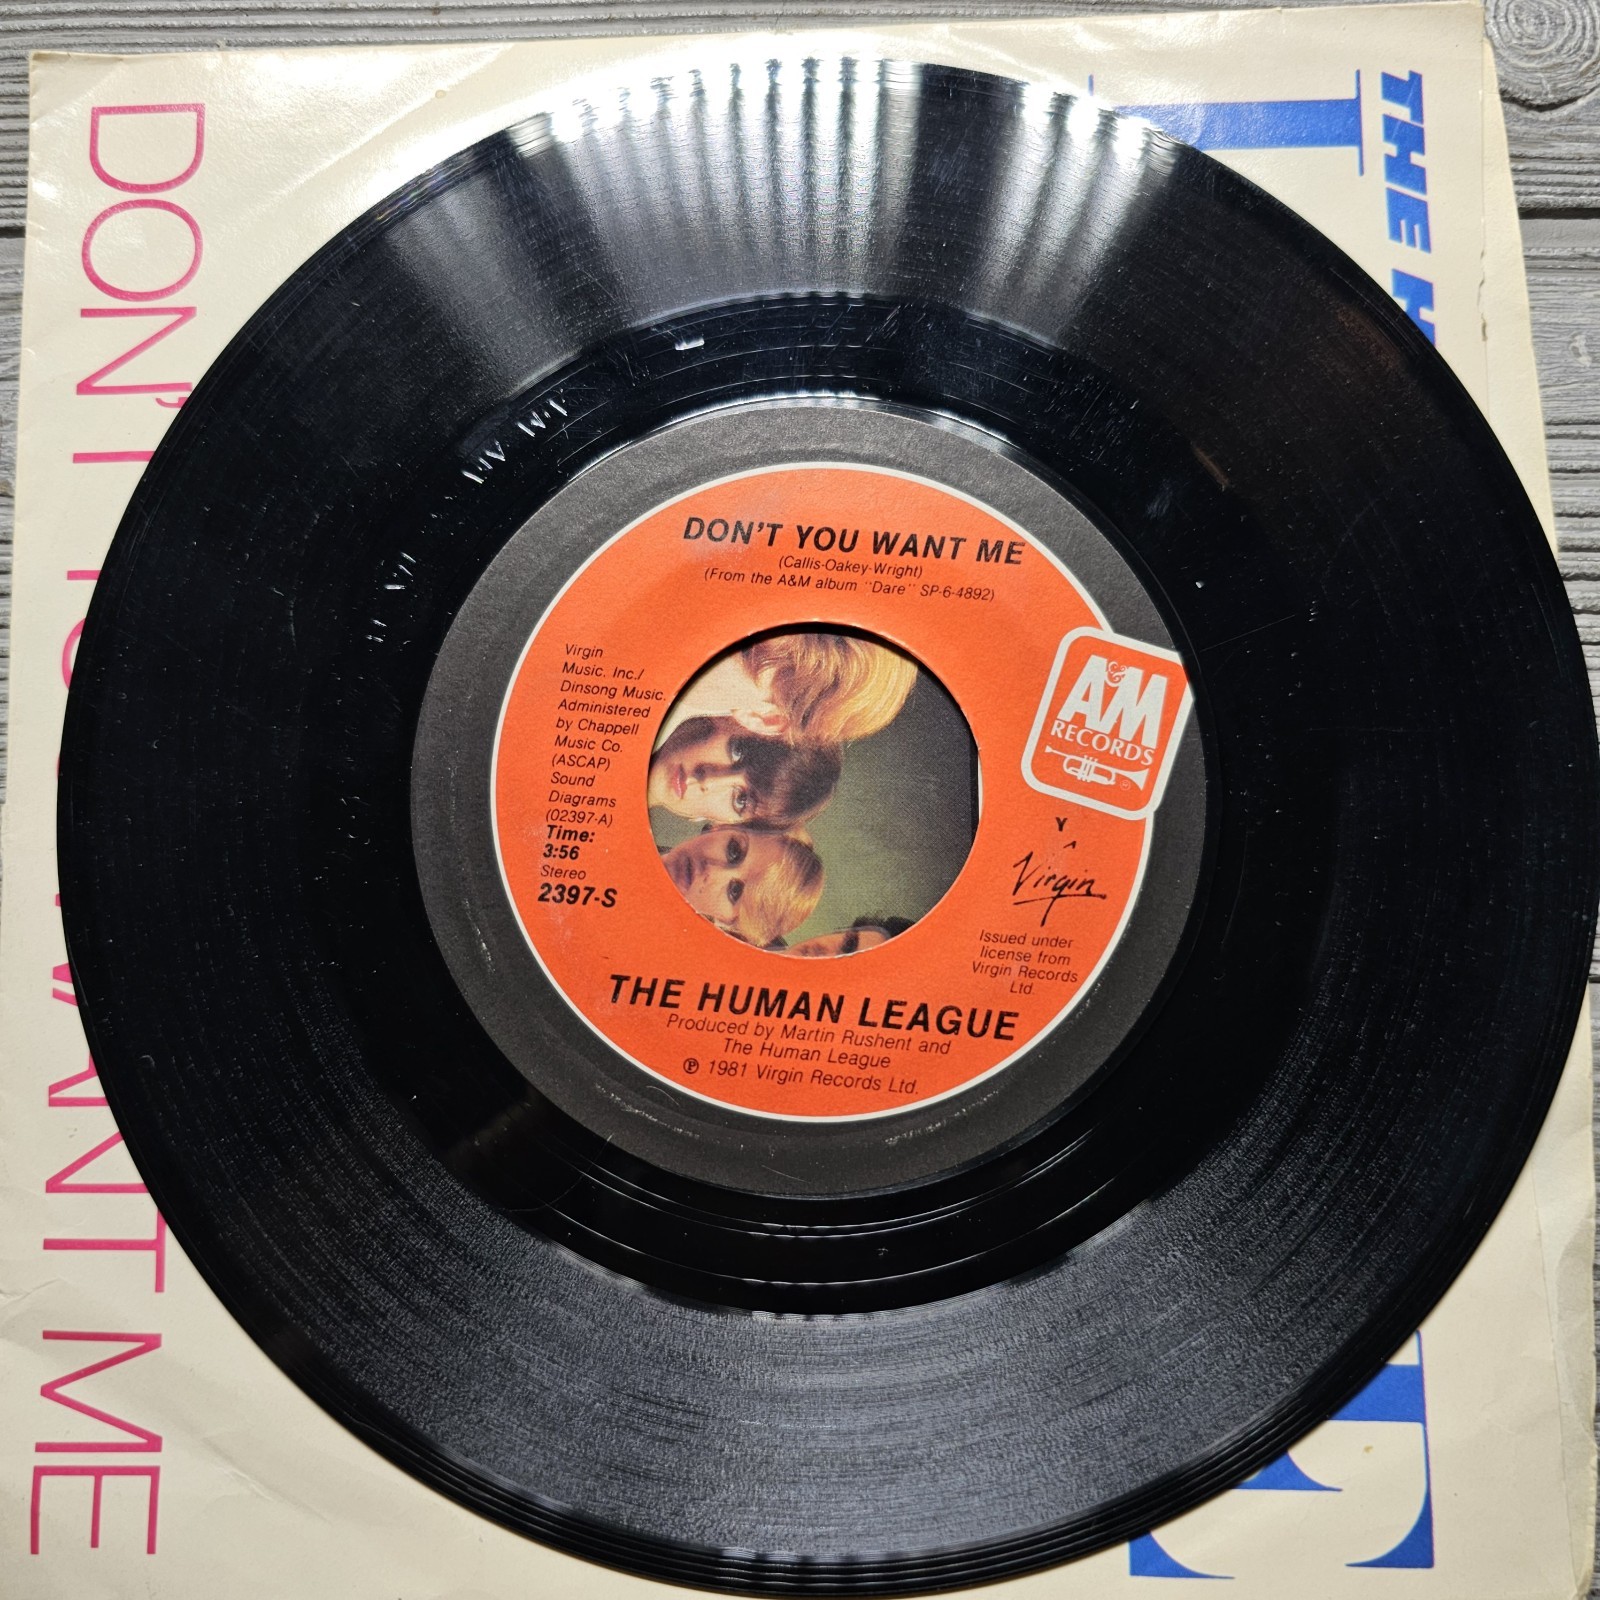 DON'T YOU WANT ME
(Callis-Oakey-Wright)
(From the A&M album "Dare" SP-6-4892)
Virgin
Music, Inc./
Dinsong Music.
Administered
by Chappell
Music Co.
(ASCAP)
Sound
Diagrams
(02397-A)
Time:
3:56
Stereo
2397-S
A&M
RECORDS
®
Y
Virgin
Issued under
license from
Virgin Records
Ltd.
THE HUMAN LEAGUE
Produced by Martin Rushent and
The Human League
℗ 1981 Virgin Records Ltd.
DON'T
ME
THE